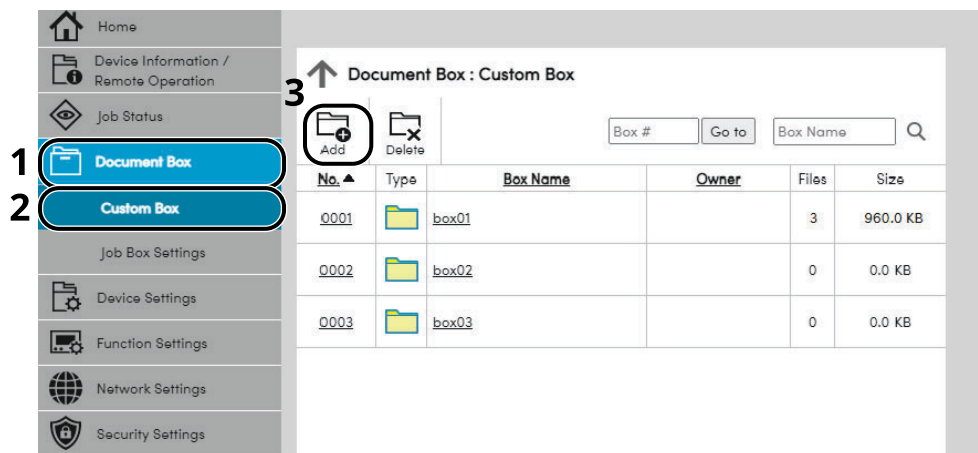 Home
Device Information /
Remote Operation
Job Status
1
Document Box
2
Custom Box
Job Box Settings
Device Settings
Function Settings
Network Settings
Security Settings
Document Box : Custom Box
3
Add
Delete
Box #
Go to
Box Name
No. Type Box Name Owner Files Size
0001 box01 3 960.0 KB
0002 box02 0 0.0 KB
0003 box03 0 0.0 KB